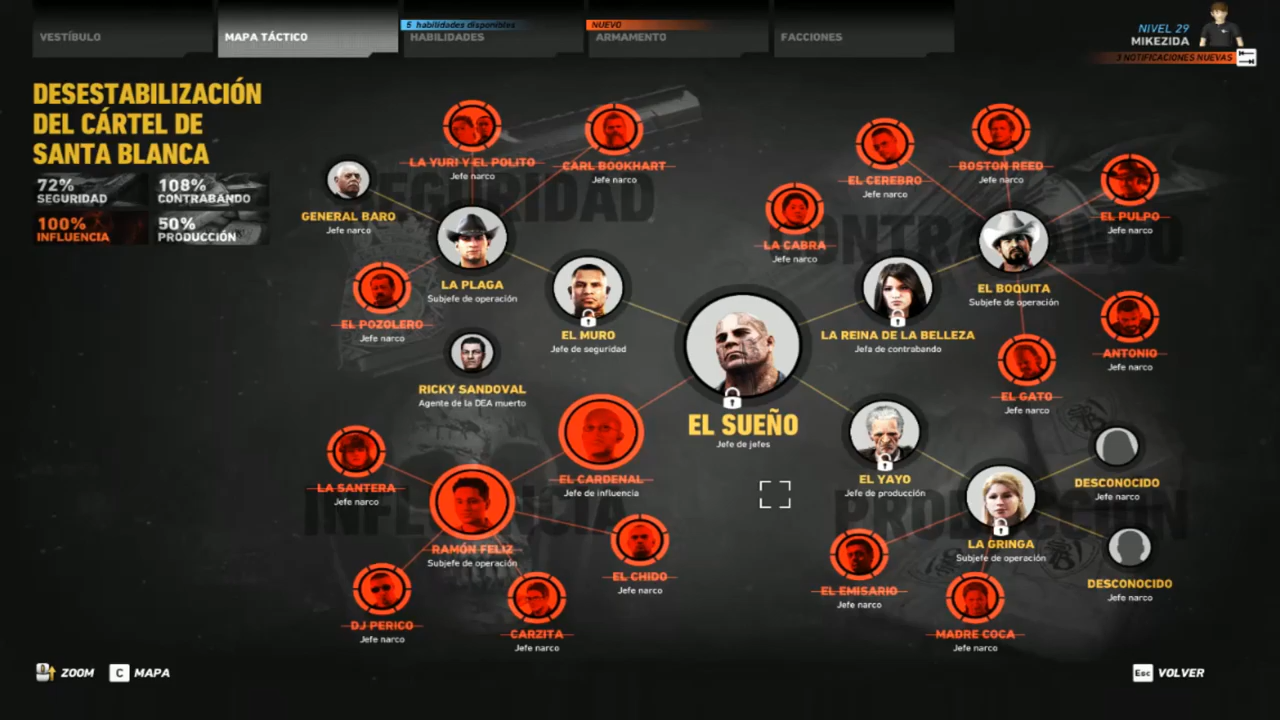 VESTÍBULO
MAPA TÁCTICO
5 habilidades disponibles
HABILIDADES
NUEVO
ARMAMENTO
FACCIONES
NIVEL 29
MIKEZIDA
3 NOTIFICACIONES NUEVAS
DESESTABILIZACIÓN
DEL CÁRTEL DE
SANTA BLANCA
72%
SEGURIDAD
108%
CONTRABANDO
100%
INFLUENCIA
50%
PRODUCCIÓN
SEGURIDAD
LA YURI Y EL POLITO
Jefe narco
CARL BOOKHART
Jefe narco
GENERAL BARO
Jefe narco
LA PLAGA
Subjefe de operación
EL POZOLERO
Jefe narco
EL MURO
Jefe de seguridad
RICKY SANDOVAL
Agente de la DEA muerto
CONTRABANDO
EL CEREBRO
Jefe narco
BOSTON REED
Jefe narco
EL PULPO
Jefe narco
LA CABRA
Jefe narco
EL BOQUITA
Subjefe de operación
LA REINA DE LA BELLEZA
Jefa de contrabando
ANTONIO
Jefe narco
EL GATO
Jefe narco
EL SUEÑO
Jefe de jefes
INFLUENCIA
EL CARDENAL
Jefe de influencia
LA SANTERA
Jefe narco
RAMÓN FELIZ
Subjefe de operación
EL CHIDO
Jefe narco
DJ PERICO
Jefe narco
CARZITA
Jefe narco
PRODUCCIÓN
EL YAYO
Jefe de producción
DESCONOCIDO
Jefe narco
LA GRINGA
Subjefe de operación
DESCONOCIDO
Jefe narco
EL EMISARIO
Jefe narco
MADRE COCA
Jefe narco
ZOOM
C MAPA
Esc VOLVER